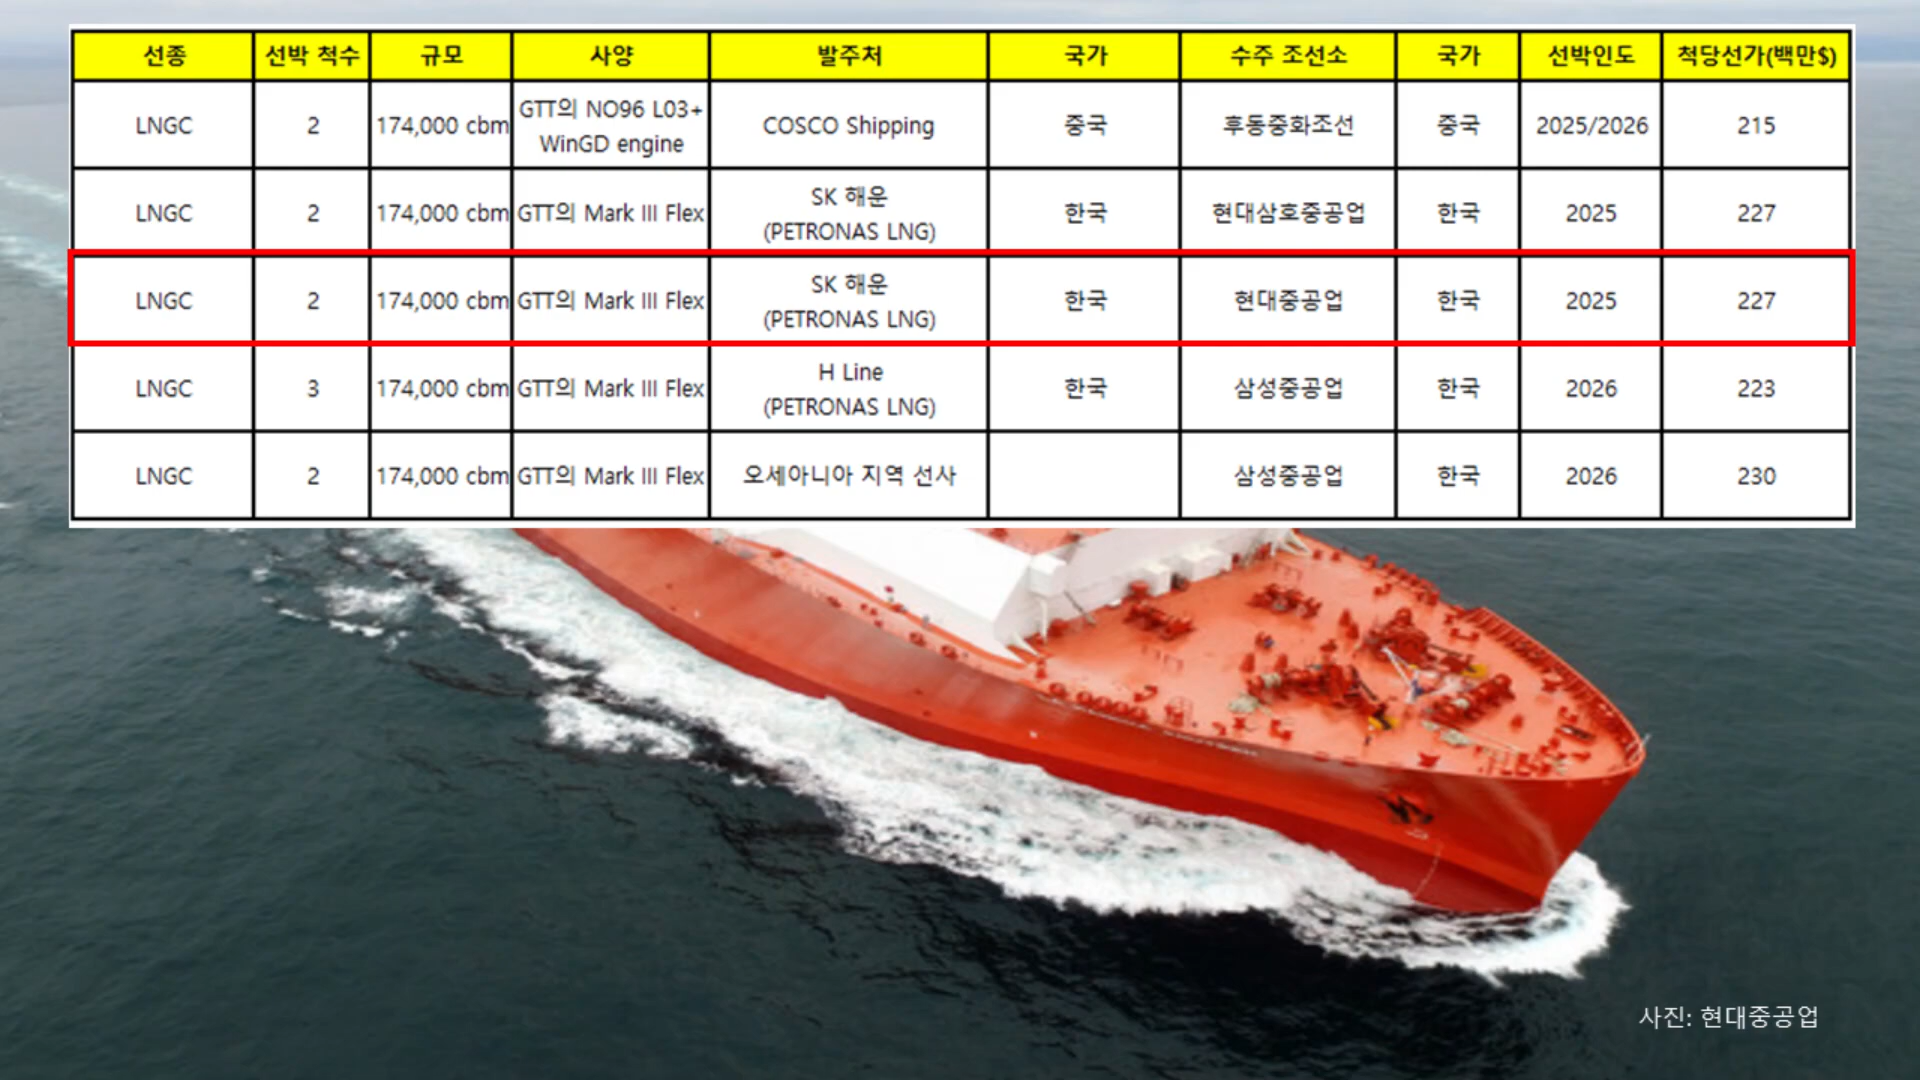 선종 선박 척수 규모 사양 발주처 국가 수주 조선소 국가 선박인도 척당선가(백만$)
LNGC 2 174,000 cbm GTT의 NO96 L03+ WinGD engine COSCO Shipping 중국 후동중화조선 중국 2025/2026 215
LNGC 2 174,000 cbm GTT의 Mark III Flex SK 해운 (PETRONAS LNG) 한국 현대삼호중공업 한국 2025 227
LNGC 2 174,000 cbm GTT의 Mark III Flex SK 해운 (PETRONAS LNG) 한국 현대중공업 한국 2025 227
LNGC 3 174,000 cbm GTT의 Mark III Flex H Line (PETRONAS LNG) 한국 삼성중공업 한국 2026 223
LNGC 2 174,000 cbm GTT의 Mark III Flex 오세아니아 지역 선사 삼성중공업 한국 2026 230
사진: 현대중공업